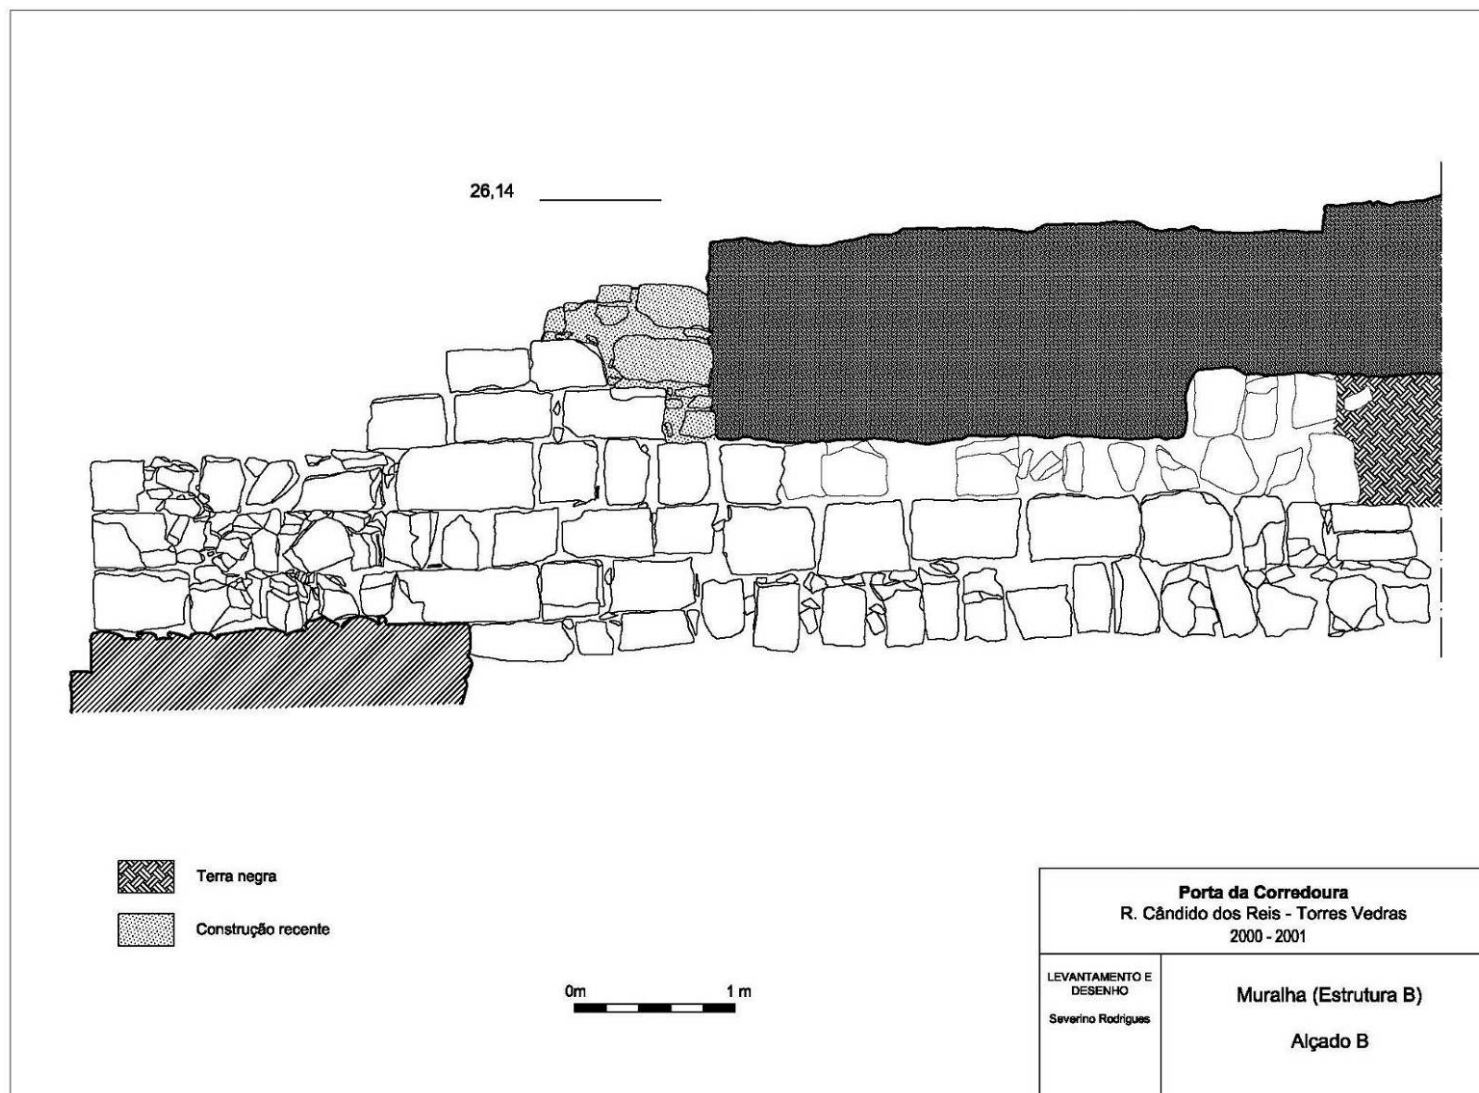 26,14
Terra negra
Construção recente
0m 1 m
Porta da Corredoura
R. Cândido dos Reis - Torres Vedras
2000 - 2001
LEVANTAMENTO E
DESENHO
Severino Rodrigues
Muralha (Estrutura B)
Alçado B